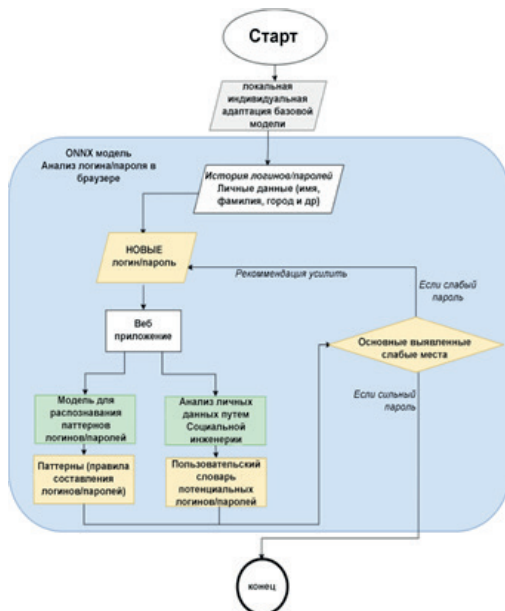 Старт
локальная
индивидуальная
адаптация базовой
модели
ONNX модель
Анализ логина/пароля в
браузере
История логинов/паролей
Личные данные (имя,
фамилия, город и др)
НОВЫЕ
логин/пароль
Рекоммендация усилить
Если слабый
пароль
Веб
приложение
Основные выявленные
слабые места
Если сильный
пароль
Модель для
распознавания
паттернов
логинов/паролей
Анализ личных
данных путем
Социальной
инженерии
Паттерны (правила
составления
логинов/паролей)
Пользовательский
словарь
потенциальных
логинов/паролей
конец